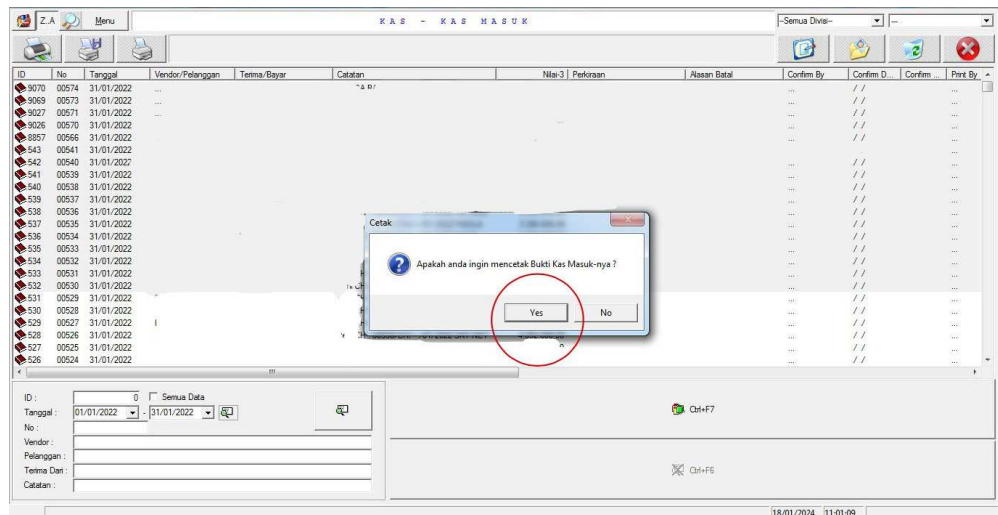 Z..A Menu KAS - KAS MASUK --Semua Divisi-- --
ID No Tanggal Vendor/Pelanggan Terima/Bayar Catatan Nilai-3 Perkiraan Alasan Batal Confirm By Confirm D... Confirm ... Print By
9070 00574 31/01/2022 ... ... / / ...
9069 00573 31/01/2022 ... ... / / ...
9027 00571 31/01/2022 ... ... / / ...
9026 00570 31/01/2022 ... / / ...
8857 00566 31/01/2022 ... / / ...
543 00541 31/01/2022 ...
542 00540 31/01/2022 ... / / ...
541 00539 31/01/2022 ... / / ...
540 00538 31/01/2022 ... / / ...
539 00537 31/01/2022 ... / / ...
538 00536 31/01/2022 ... / / ...
537 00535 31/01/2022 ... / / ...
536 00534 31/01/2022 ... / / ...
535 00533 31/01/2022 ... / / ...
534 00532 31/01/2022 ... / / ...
533 00531 31/01/2022 ... / / ...
532 00530 31/01/2022 ... / / ...
531 00529 31/01/2022 ... / / ...
530 00528 31/01/2022 ... / / ...
529 00527 31/01/2022 ... / / ...
528 00526 31/01/2022 ... / / ...
527 00525 31/01/2022 ... / / ...
526 00524 31/01/2022 ... / / ...
Cetak
Apakah anda ingin mencetak Bukti Kas Masuk-nya ?
Yes No
ID : 0 Semua Data
Tanggal : 01/01/2022 - 31/01/2022
No :
Vendor :
Pelanggan :
Terima Dari :
Catatan :
Ctrl+F7
Ctrl+F6
18/01/2024 11:01:09